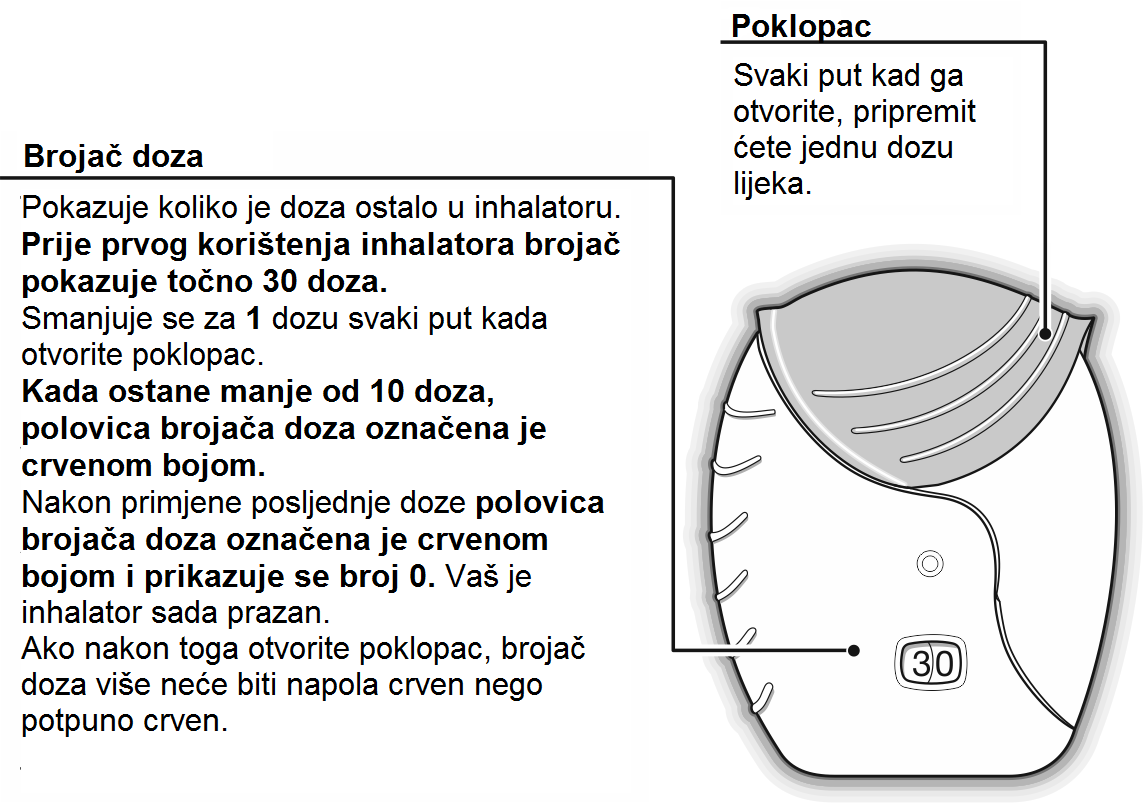 Poklopac
Svaki put kad ga
otvorite, pripremit
ćete jednu dozu
lijeka.
Brojač doza
Pokazuje koliko je doza ostalo u inhalatoru.
Prije prvog korištenja inhalatora brojač
pokazuje točno 30 doza.
Smanjuje se za 1 dozu svaki put kada
otvorite poklopac.
Kada ostane manje od 10 doza,
polovica brojača doza označena je
crvenom bojom.
Nakon primjene posljednje doze polovica
brojača doza označena je crvenom
bojom i prikazuje se broj 0. Vaš je
inhalator sada prazan.
Ako nakon toga otvorite poklopac, brojač
doza više neće biti napola crven nego
potpuno crven.
30